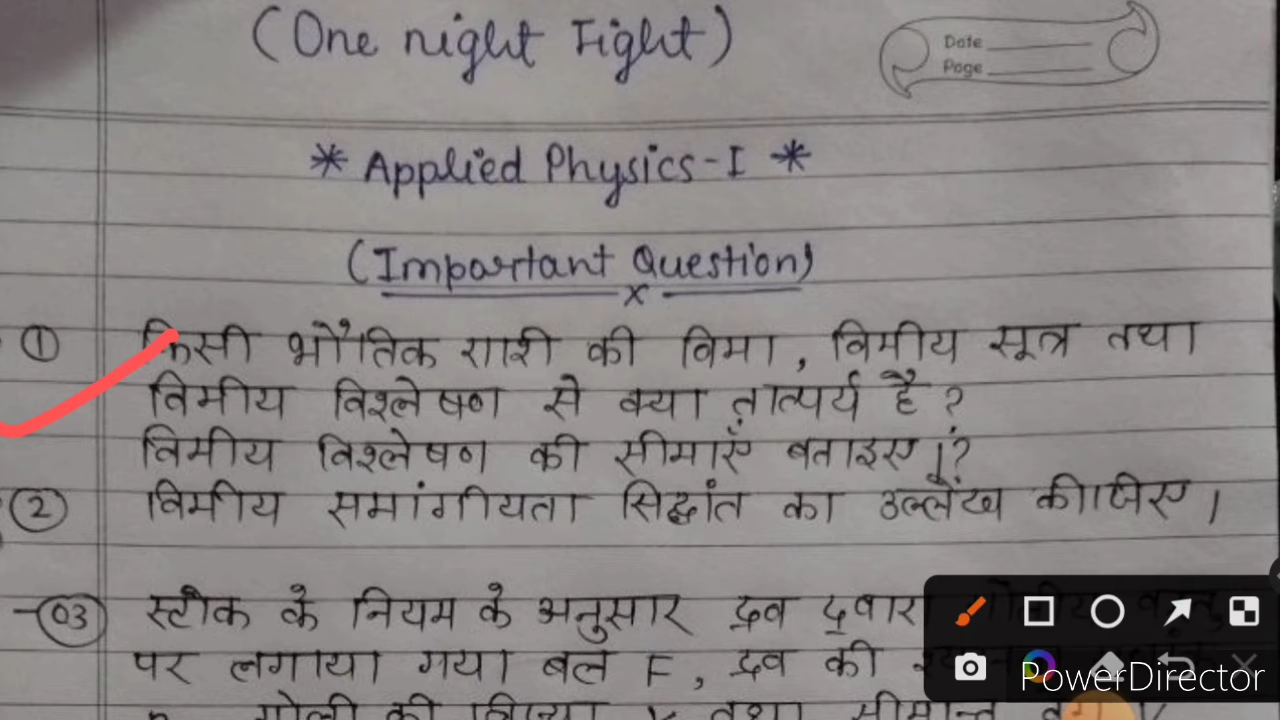 (One night Fight)
Date
Page
* Applied Physics-I *
(Important Question)
① किसी भौतिक राशी की विमा, विमीय सूत्र तथा
विमीय विश्लेषण से क्या तात्पर्य है?
विमीय विश्लेषण की सीमाएँ बताइए।?
② विमीय समांगीयता सिद्धांत का उल्लेख कीजिए।
03 स्टोक के नियम के अनुसार द्रव द्वारा
पर लगाया गया बल F, द्रव की
गोली की त्रिज्या तथा सीमान्त
PowerDirector